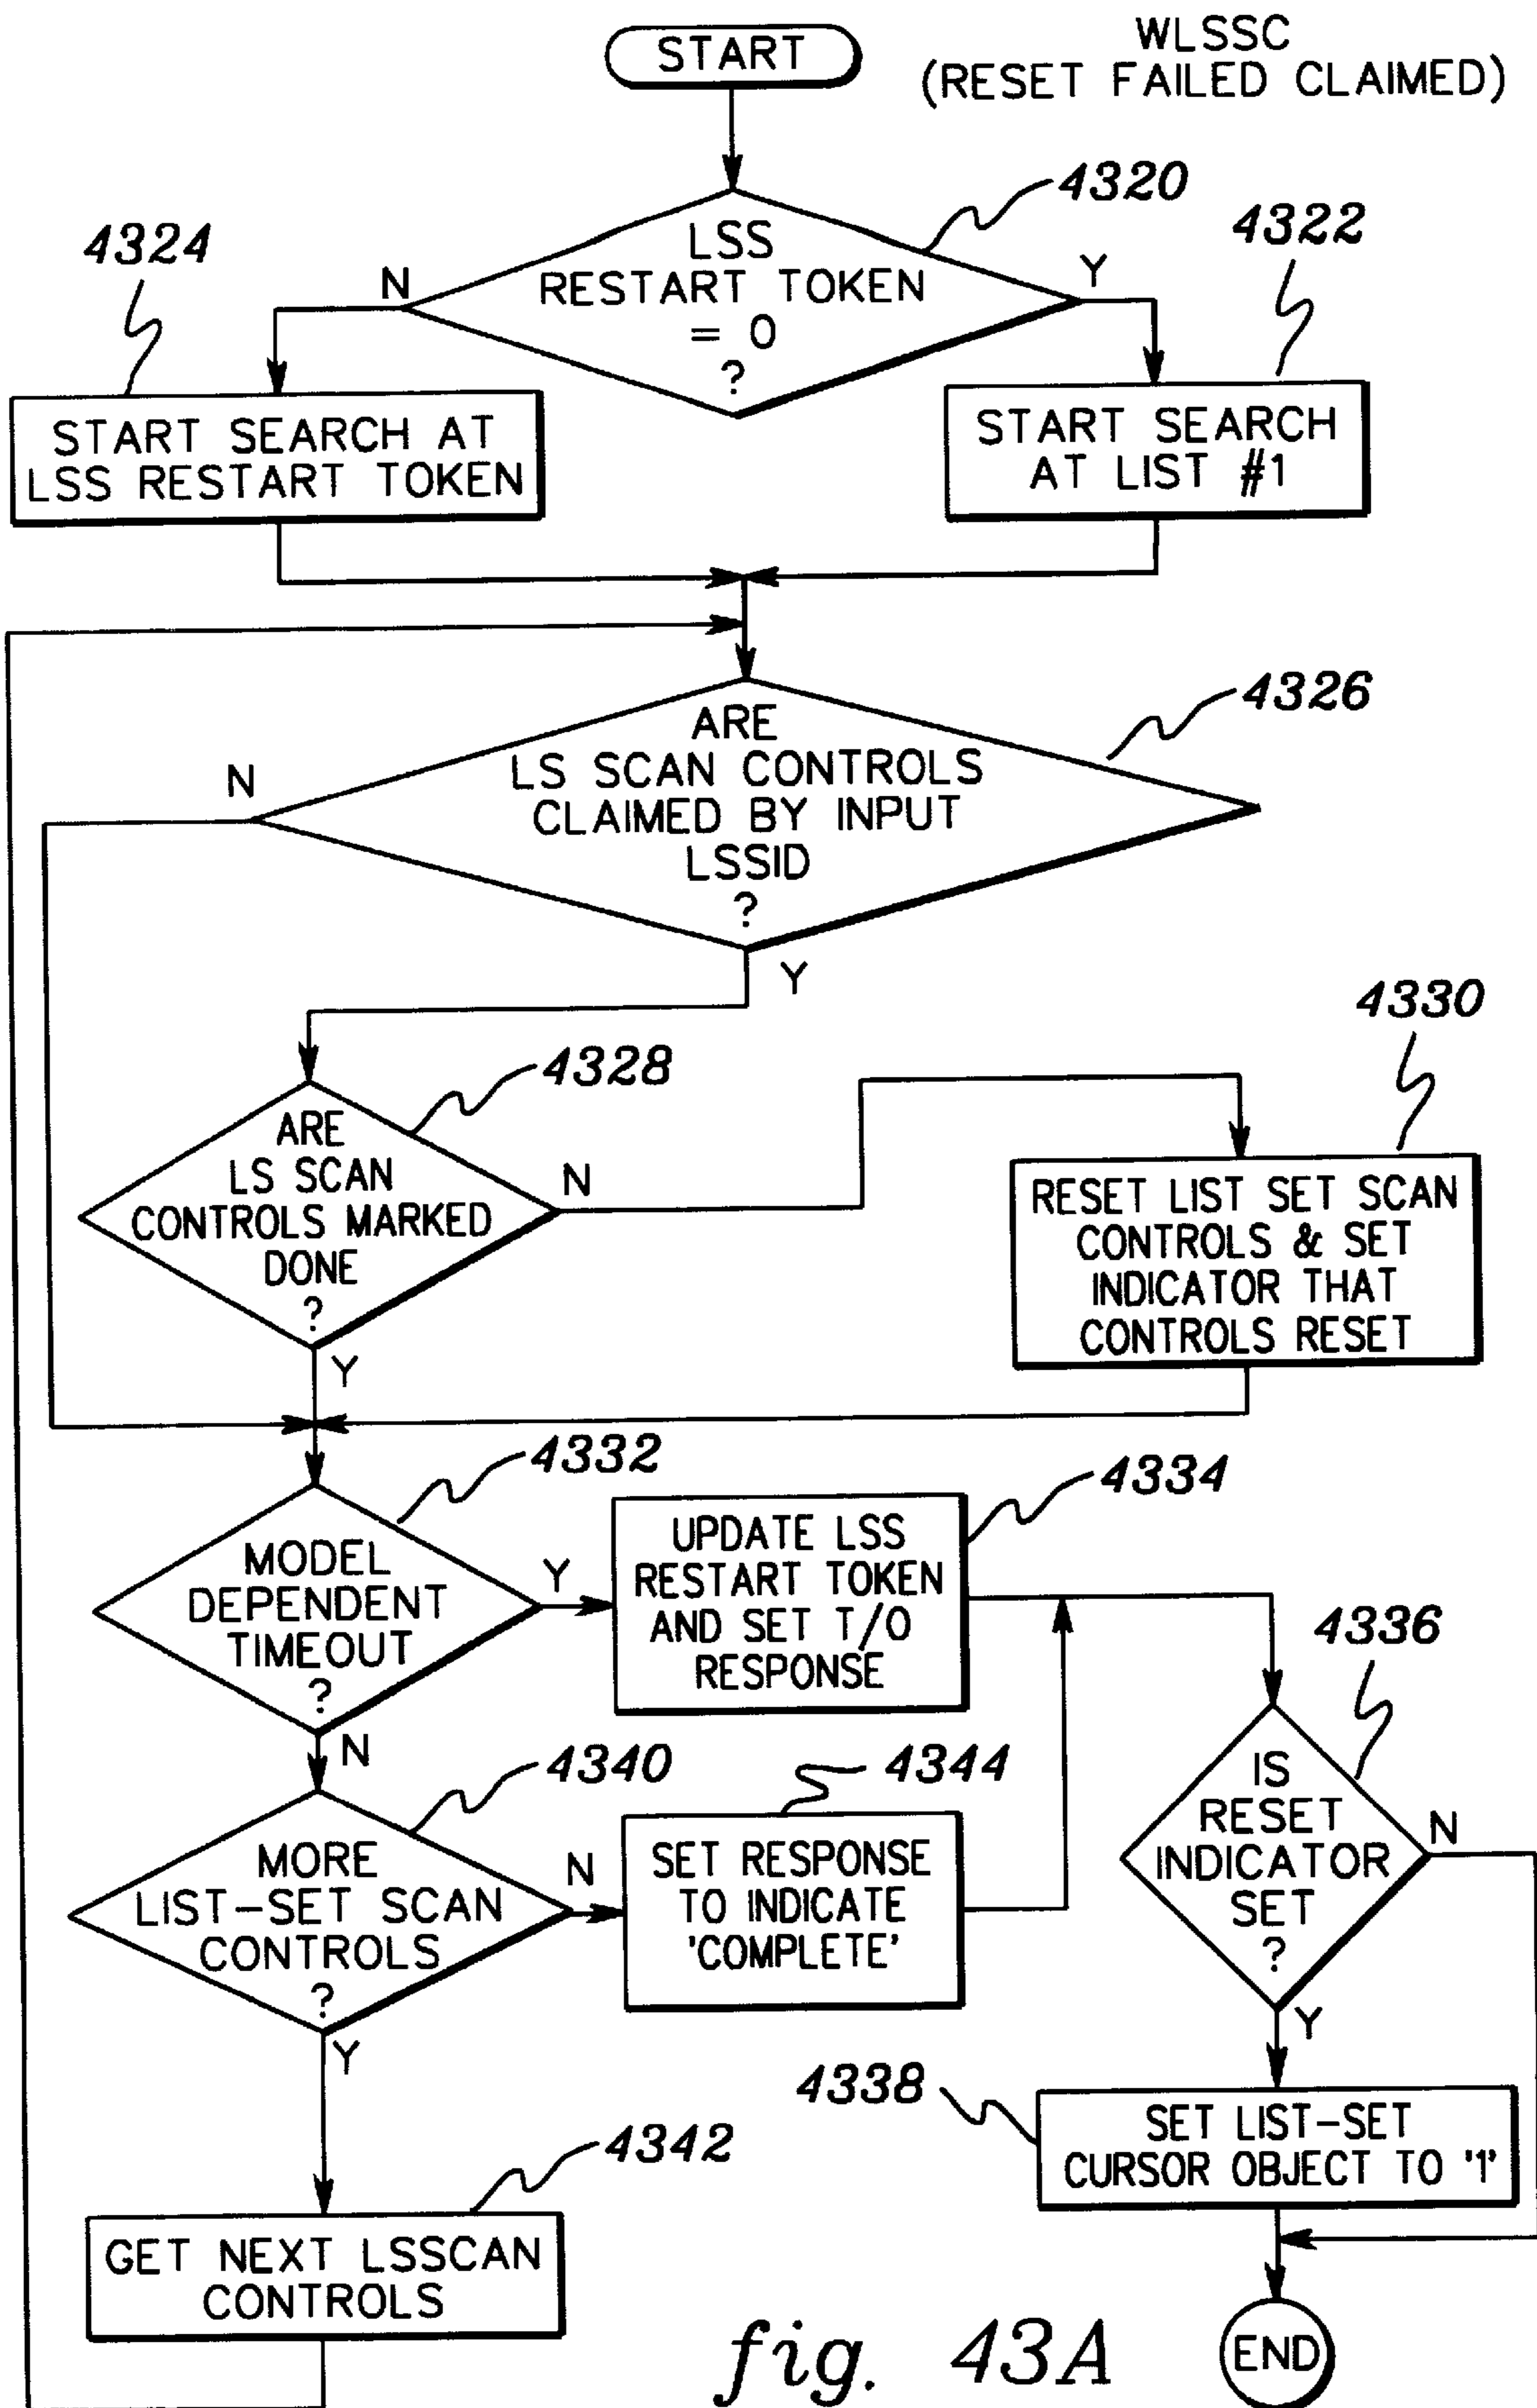 START
WLSSC
(RESET FAILED CLAIMED)
4320
LSS
RESTART TOKEN
= 0
?
N
Y
4324
4322
START SEARCH AT
LSS RESTART TOKEN
START SEARCH
AT LIST #1
4326
ARE
LS SCAN CONTROLS
CLAIMED BY INPUT
LSSID
?
N
Y
4328
ARE
LS SCAN
CONTROLS MARKED
DONE
?
N
Y
4330
RESET LIST SET SCAN
CONTROLS & SET
INDICATOR THAT
CONTROLS RESET
4332
MODEL
DEPENDENT
TIMEOUT
?
Y
N
4334
UPDATE LSS
RESTART TOKEN
AND SET T/O
RESPONSE
4336
IS
RESET
INDICATOR
SET
?
N
Y
4340
MORE
LIST-SET SCAN
CONTROLS
?
N
Y
4344
SET RESPONSE
TO INDICATE
'COMPLETE'
4338
SET LIST-SET
CURSOR OBJECT TO '1'
4342
GET NEXT LSSCAN
CONTROLS
END
fig. 43A